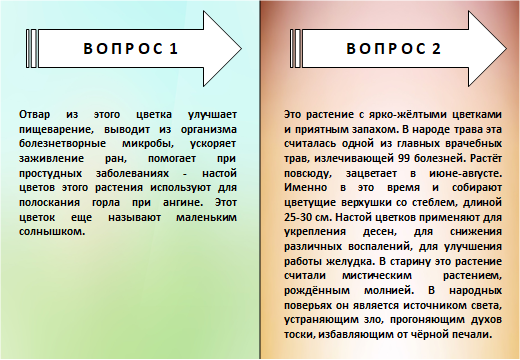 ВОПРОС 1
Отвар из этого цветка улучшает
пищеварение, выводит из организма
болезнетворные микробы, ускоряет
заживление ран, помогает при
простудных заболеваниях - настой
цветов этого растения используют для
полоскания горла при ангине. Этот
цветок еще называют маленьким
солнышком.
ВОПРОС 2
Это растение с ярко-жёлтыми цветками
и приятным запахом. В народе трава эта
считалась одной из главных врачебных
трав, излечивающей 99 болезней. Растёт
повсюду, зацветает в июне-августе.
Именно в это время и собирают
цветущие верхушки со стеблем, длиной
25-30 см. Настой цветков применяют для
укрепления десен, для снижения
различных воспалений, для улучшения
работы желудка. В старину это растение
считали мистическим растением,
рождённым молнией. В народных
поверьях он является источником света,
устраняющим зло, прогоняющим духов
тоски, избавляющим от чёрной печали.